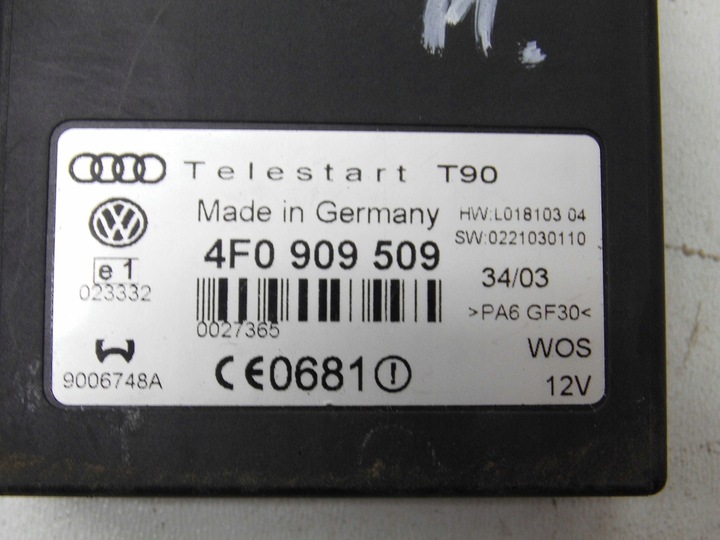 Telestart T90
Made in Germany
HW:L018103 04
SW:0221030110
4F0 909 509
e1
023332
34/03
0027365
>PA6 GF30<
9006748A
CE0681
WOS
12V